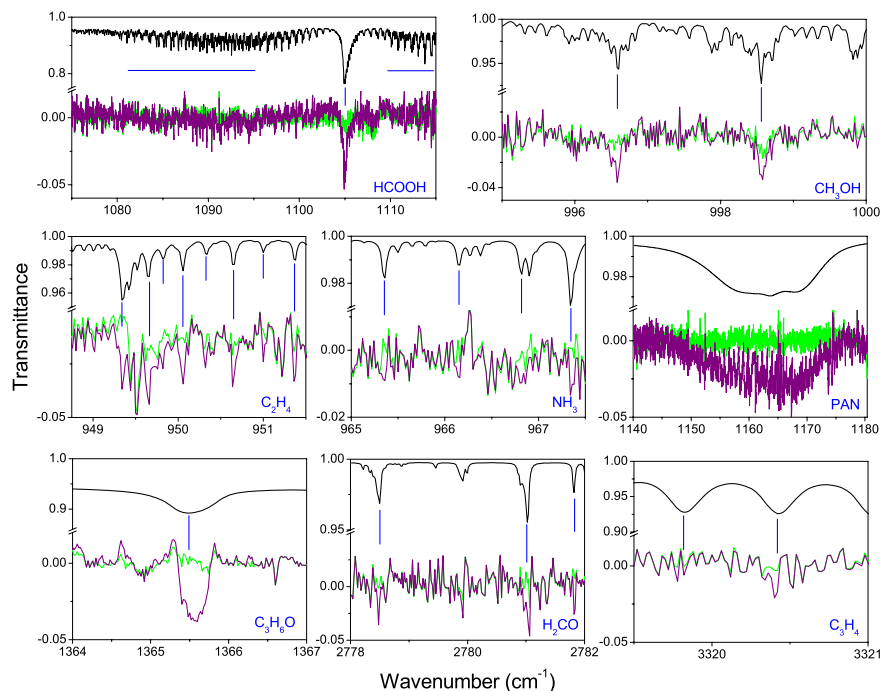 1.0
0.8
0.00
-0.05
1080 1090 1100 1110
HCOOH
1.00
0.95
0.00
-0.04
996 998 1000
CH₃OH
1.00
0.98
0.96
-0.05
949 950 951
C₂H₄
1.00
0.98
0.96
0.00
-0.02
965 966 967
NH₃
1.00
0.98
0.96
0.00
-0.05
1140 1150 1160 1170 1180
PAN
1.0
0.9
0.00
-0.05
1364 1365 1366 1367
C₃H₆O
1.00
0.95
0.00
-0.05
2778 2780 2782
H₂CO
1.00
0.95
0.90
0.00
-0.05
3320 3321
C₃H₄
Transmittance
Wavenumber (cm⁻¹)